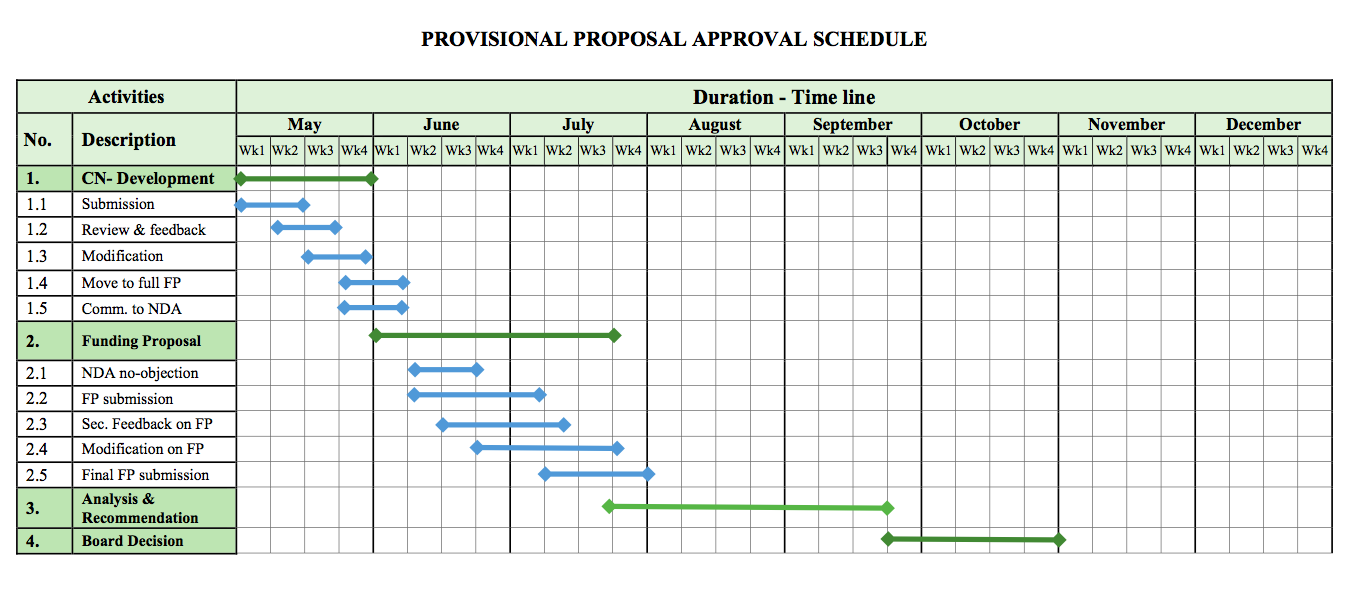 PROVISIONAL PROPOSAL APPROVAL SCHEDULE
Activities Duration - Time line
No. Description May June July August September October November December
Wk1 Wk2 Wk3 Wk4 Wk1 Wk2 Wk3 Wk4 Wk1 Wk2 Wk3 Wk4 Wk1 Wk2 Wk3 Wk4 Wk1 Wk2 Wk3 Wk4 Wk1 Wk2 Wk3 Wk4 Wk1 Wk2 Wk3 Wk4 Wk1 Wk2 Wk3 Wk4
1. CN- Development
1.1 Submission
1.2 Review & feedback
1.3 Modification
1.4 Move to full FP
1.5 Comm. to NDA
2. Funding Proposal
2.1 NDA no-objection
2.2 FP submission
2.3 Sec. Feedback on FP
2.4 Modification on FP
2.5 Final FP submission
3. Analysis &
Recommendation
4. Board Decision